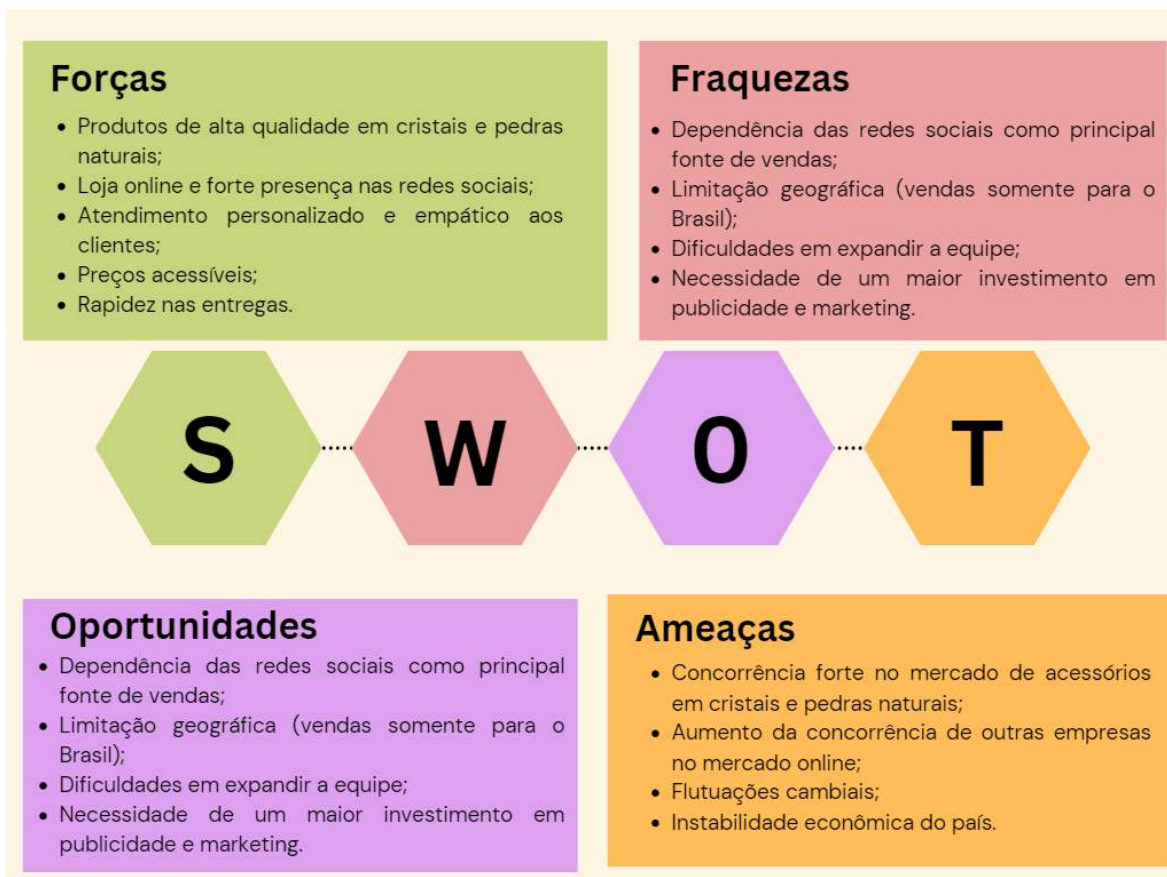 Forças
• Produtos de alta qualidade em cristais e pedras
naturais;
• Loja online e forte presença nas redes sociais;
• Atendimento personalizado e empático aos
clientes;
• Preços acessíveis;
• Rapidez nas entregas.
Fraquezas
• Dependência das redes sociais como principal
fonte de vendas;
• Limitação geográfica (vendas somente para o
Brasil);
• Dificuldades em expandir a equipe;
• Necessidade de um maior investimento em
publicidade e marketing.
S W O T
Oportunidades
• Dependência das redes sociais como principal
fonte de vendas;
• Limitação geográfica (vendas somente para o
Brasil);
• Dificuldades em expandir a equipe;
• Necessidade de um maior investimento em
publicidade e marketing.
Ameaças
• Concorrência forte no mercado de acessórios
em cristais e pedras naturais;
• Aumento da concorrência de outras empresas
no mercado online;
• Flutuações cambiais;
• Instabilidade econômica do país.